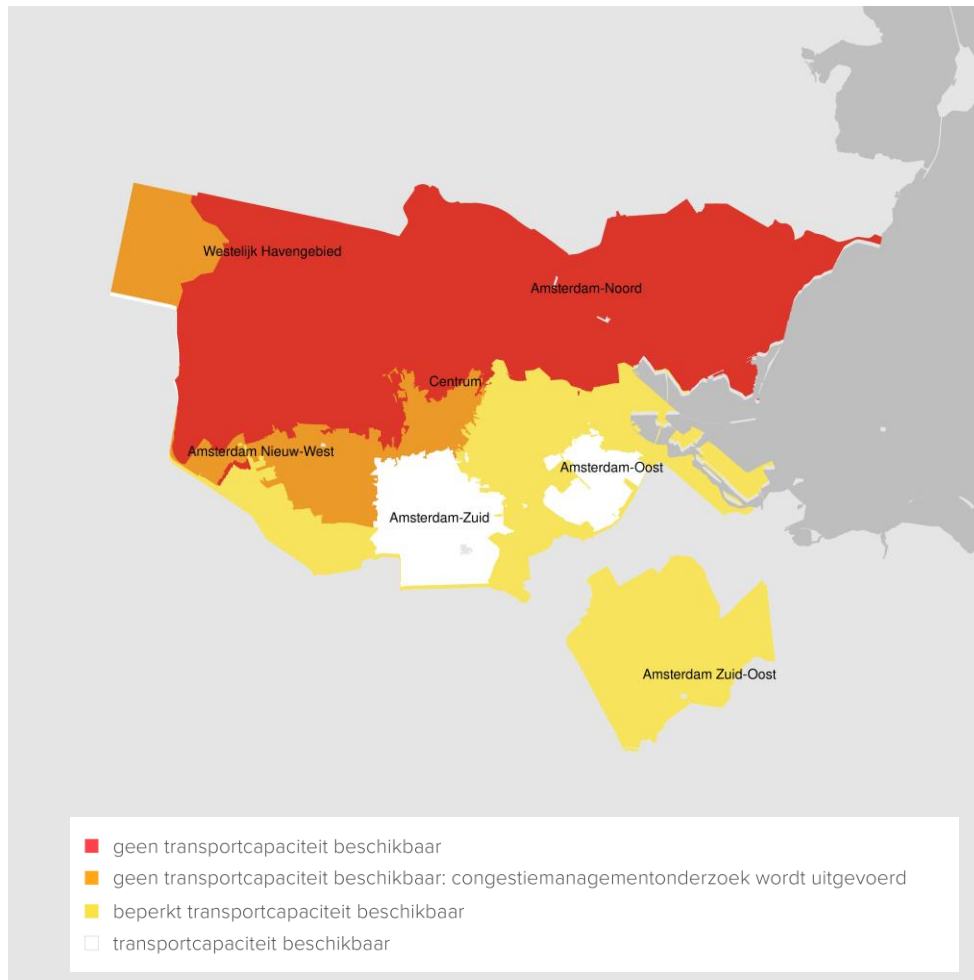 Westelijk Havengebied
Amsterdam-Noord
Centrum
Amsterdam Nieuw-West
Amsterdam-Oost
Amsterdam-Zuid
Amsterdam Zuid-Oost
geen transportcapaciteit beschikbaar
geen transportcapaciteit beschikbaar: congestiemanagementonderzoek wordt uitgevoerd
beperkt transportcapaciteit beschikbaar
transportcapaciteit beschikbaar